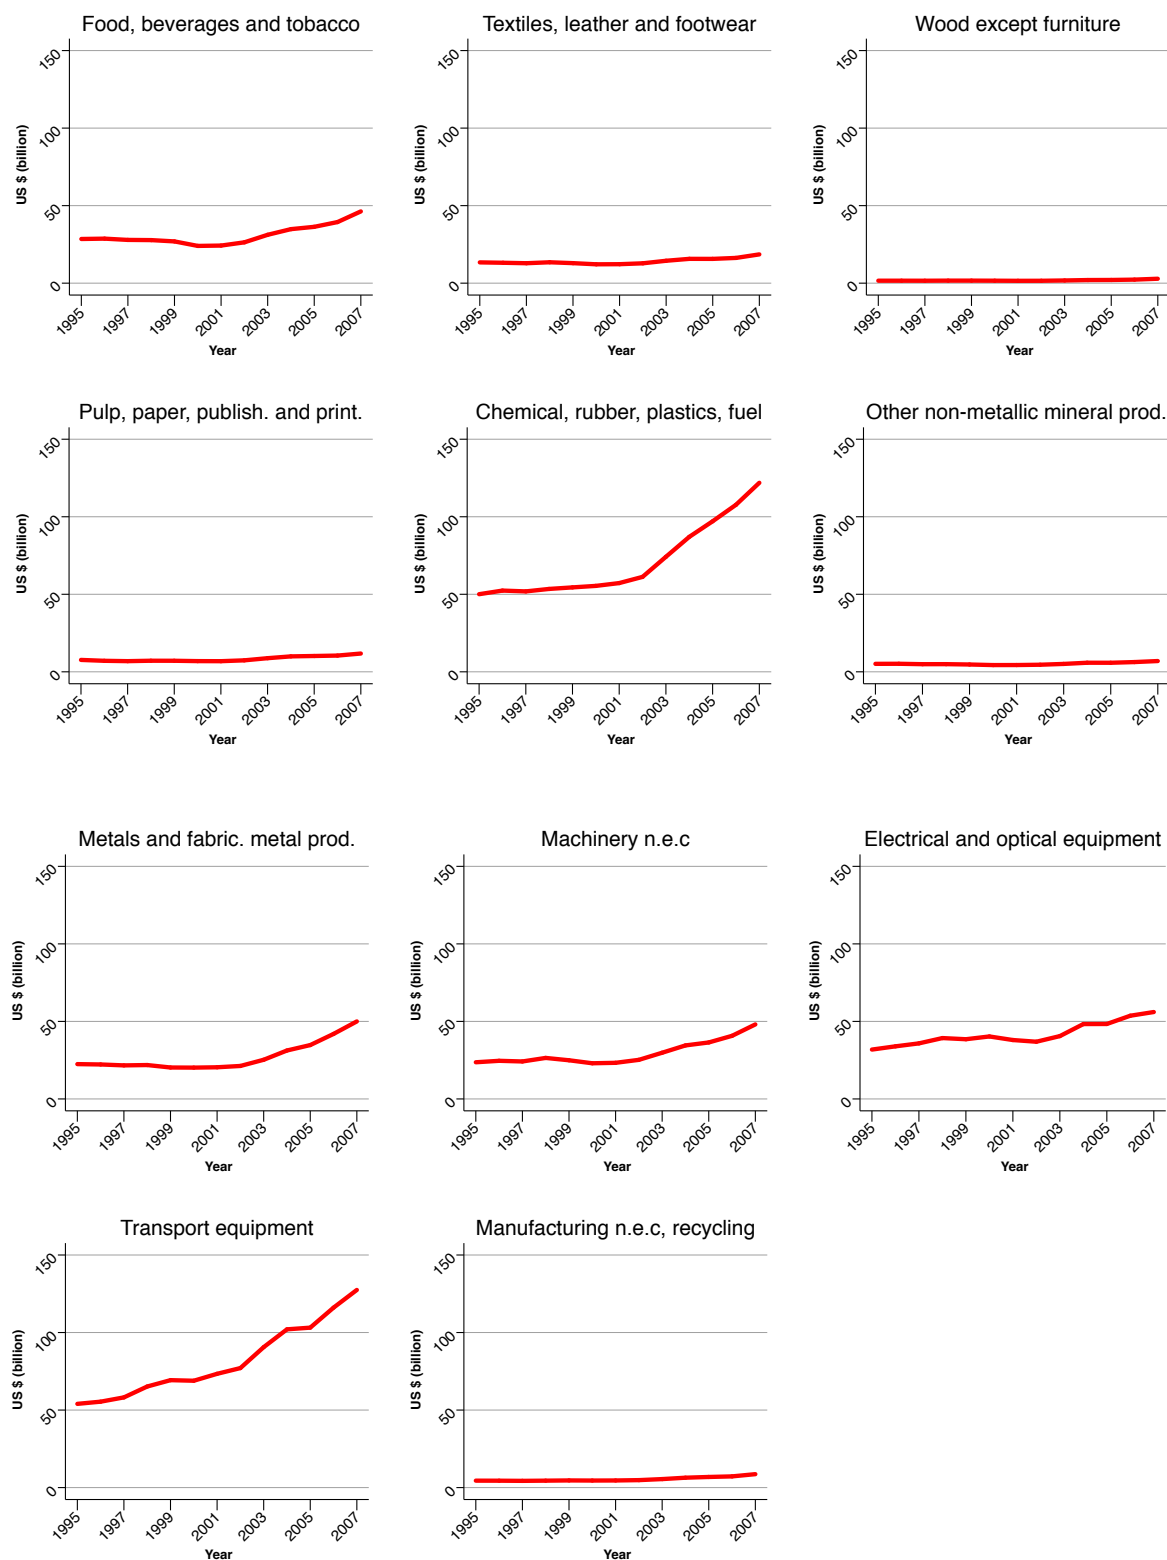 Food, beverages and tobacco
150
100
50
0
US $ (billion)
1995 1997 1999 2001 2003 2005 2007
Year
Textiles, leather and footwear
150
100
50
0
US $ (billion)
1995 1997 1999 2001 2003 2005 2007
Year
Wood except furniture
150
100
50
0
US $ (billion)
1995 1997 1999 2001 2003 2005 2007
Year
Pulp, paper, publish. and print.
150
100
50
0
US $ (billion)
1995 1997 1999 2001 2003 2005 2007
Year
Chemical, rubber, plastics, fuel
150
100
50
0
US $ (billion)
1995 1997 1999 2001 2003 2005 2007
Year
Other non-metallic mineral prod.
150
100
50
0
US $ (billion)
1995 1997 1999 2001 2003 2005 2007
Year
Metals and fabric. metal prod.
150
100
50
0
US $ (billion)
1995 1997 1999 2001 2003 2005 2007
Year
Machinery n.e.c
150
100
50
0
US $ (billion)
1995 1997 1999 2001 2003 2005 2007
Year
Electrical and optical equipment
150
100
50
0
US $ (billion)
1995 1997 1999 2001 2003 2005 2007
Year
Transport equipment
150
100
50
0
US $ (billion)
1995 1997 1999 2001 2003 2005 2007
Year
Manufacturing n.e.c, recycling
150
100
50
0
US $ (billion)
1995 1997 1999 2001 2003 2005 2007
Year